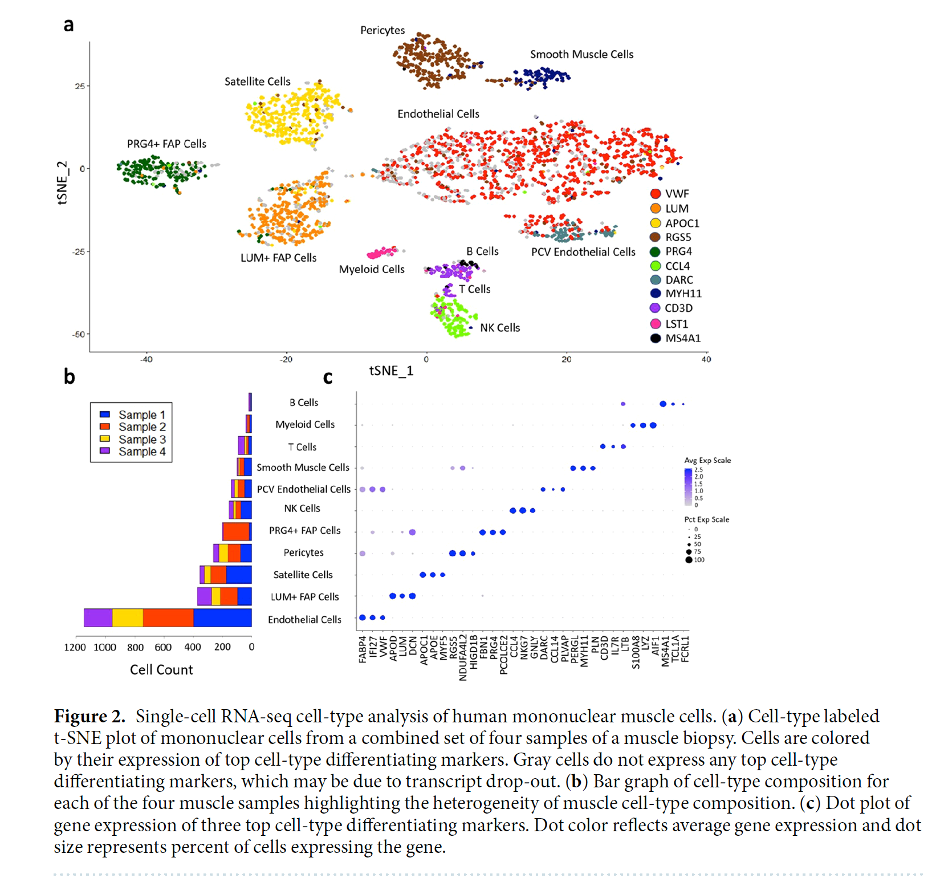 a
Pericytes
Smooth Muscle Cells
Satellite Cells
Endothelial Cells
PRG4+ FAP Cells
LUM+ FAP Cells
Myeloid Cells
B Cells
PCV Endothelial Cells
T Cells
NK Cells
tSNE_2
25
0
-25
-50
-40
-20
0
20
40
tSNE_1
VWF
LUM
APOC1
RGS5
PRG4
CCL4
DARC
MYH11
CD3D
LST1
MS4A1
b
Sample 1
Sample 2
Sample 3
Sample 4
1200 1000 800 600 400 200 0
Cell Count
c
B Cells
Myeloid Cells
T Cells
Smooth Muscle Cells
PCV Endothelial Cells
NK Cells
PRG4+ FAP Cells
Pericytes
Satellite Cells
LUM+ FAP Cells
Endothelial Cells
FABP4
IFI27
VWF
APOD
LUM
DCN
APOC1
APOE
MYF5
RGS5
NDUFA4L2
HIGD1B
FBN1
PRG4
PCOLCE2
CCL4
NKG7
GNLY
DARC
CCL14
PLVAP
PERGL
MYH11
PLN
CD3D
IL7R
LTB
S100A8
LYZ
AIF1
MS4A1
TCL1A
FCRL1
Avg Exp Scale
2.5
2.0
1.5
1.0
0.5
0
Pct Exp Scale
0
25
50
75
100
Figure 2. Single-cell RNA-seq cell-type analysis of human mononuclear muscle cells. (a) Cell-type labeled
t-SNE plot of mononuclear cells from a combined set of four samples of a muscle biopsy. Cells are colored
by their expression of top cell-type differentiating markers. Gray cells do not express any top cell-type
differentiating markers, which may be due to transcript drop-out. (b) Bar graph of cell-type composition for
each of the four muscle samples highlighting the heterogeneity of muscle cell-type composition. (c) Dot plot of
gene expression of three top cell-type differentiating markers. Dot color reflects average gene expression and dot
size represents percent of cells expressing the gene.